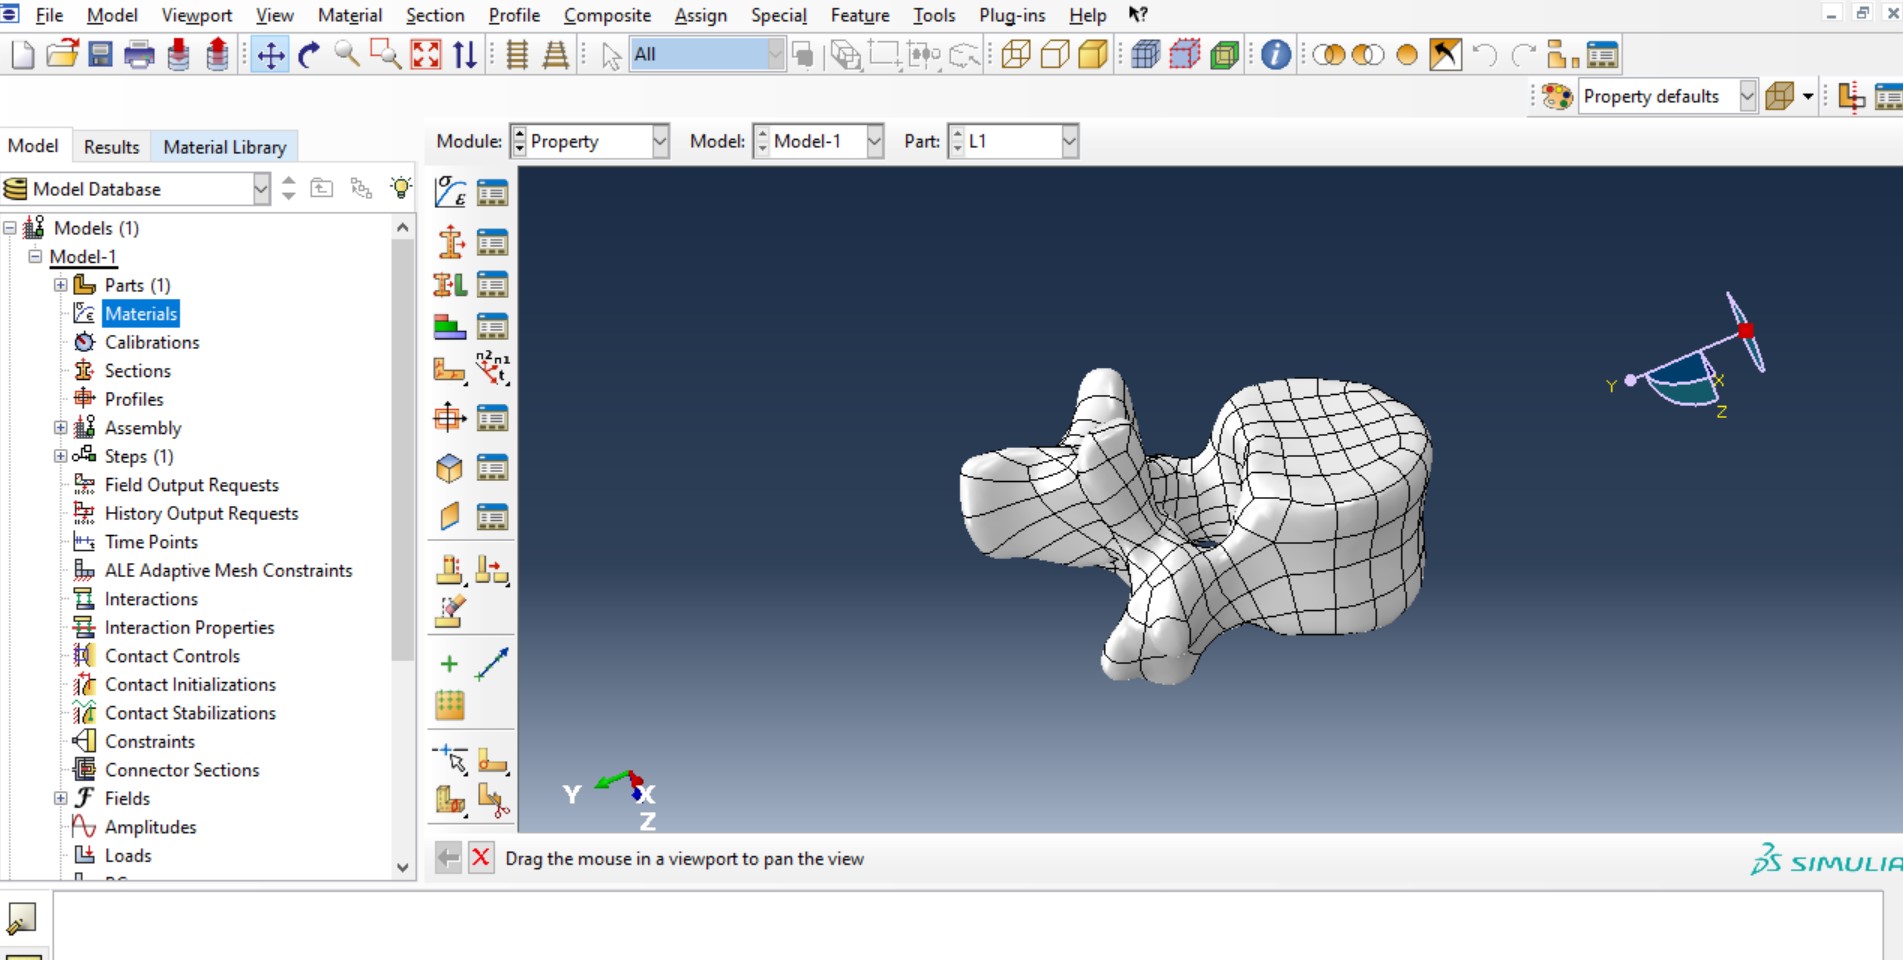 File Model Viewport View Material Section Profile Composite Assign Special Feature Tools Plug-ins Help
All
Property defaults
Model Results Material Library
Module: Property Model: Model-1 Part: L1
Model Database
σ ε
Models (1)
Model-1
Parts (1)
Materials
Calibrations
Sections
n2 n1 t
Profiles
Assembly
Steps (1)
Field Output Requests
History Output Requests
Time Points
ALE Adaptive Mesh Constraints
Interactions
Interaction Properties
Contact Controls
Contact Initializations
Contact Stabilizations
Constraints
Connector Sections
Fields
Amplitudes
Loads
Y X
Z
Y X
Z
Drag the mouse in a viewport to pan the view
SIMULIA